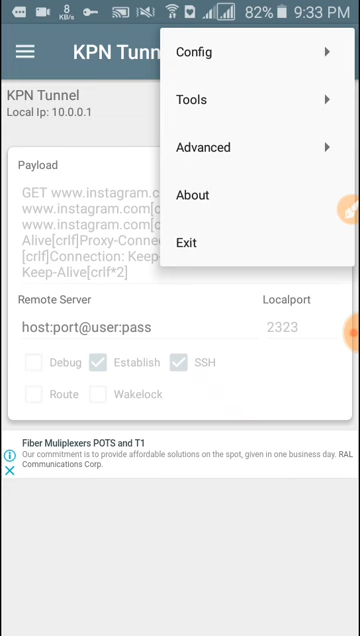 8 KB/s 82% 9:33 PM
KPN Tunn
Config
KPN Tunnel
Local Ip: 10.0.0.1
Tools
Advanced
Payload
GET www.instagram.c
About
www.instagram.com[c
www.instagram.com[c
Alive[crlf]Proxy-Conne
Exit
[crlf]Connection: Keep-
Keep-Alive[crlf*2]
Remote Server Localport
host:port@user:pass 2323
Debug Establish SSH
Route Wakelock
Fiber Muliplexers POTS and T1
Our commitment is to provide affordable solutions on the spot, given in one business day. RAL
Communications Corp.